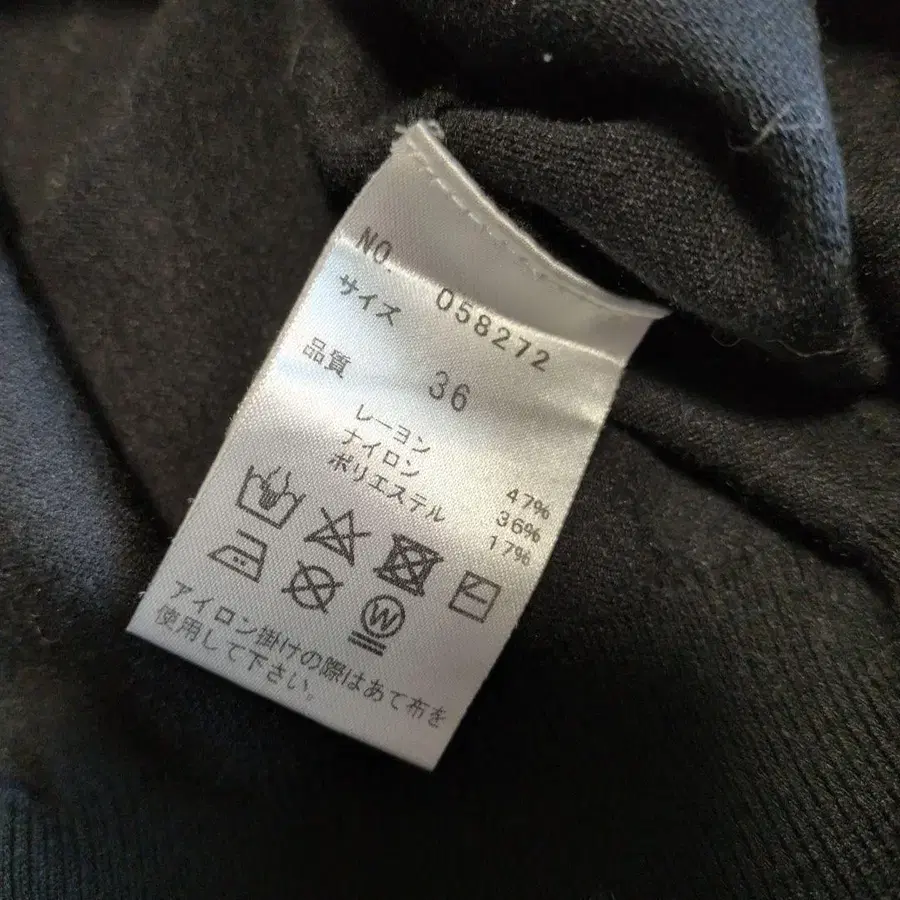 NO. 058272
サイズ 36
品質
レーヨン 47%
ナイロン 36%
ポリエステル 17%
W
アイロン掛けの際はあて布を
使用して下さい。